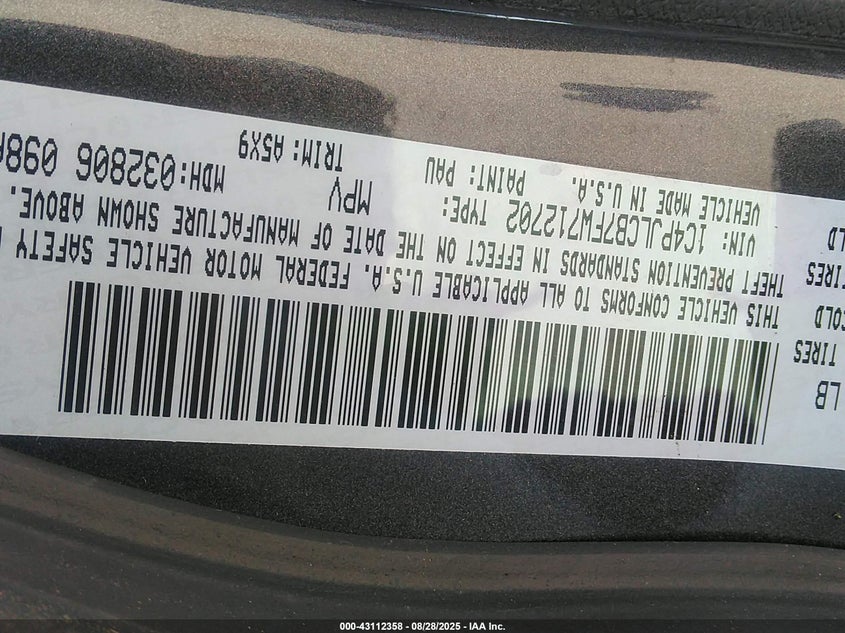 LB
TIRES
COLD
TIRES
LD
THIS VEHICLE CONFORMS TO ALL APPLICABLE U.S.A. FEDERAL MOTOR VEHICLE SAFETY
THEFT PREVENTION STANDARDS IN EFFECT ON THE DATE OF MANUFACTURE SHOWN ABOVE.
VIN: 1C4PJLCB7FW712702 TYPE: MPV MDH:032806 098
VEHICLE MADE IN U.S.A. PAINT: PAU TRIM: A5X9
000-43112358 | 08/28/2025 - IAA Inc.